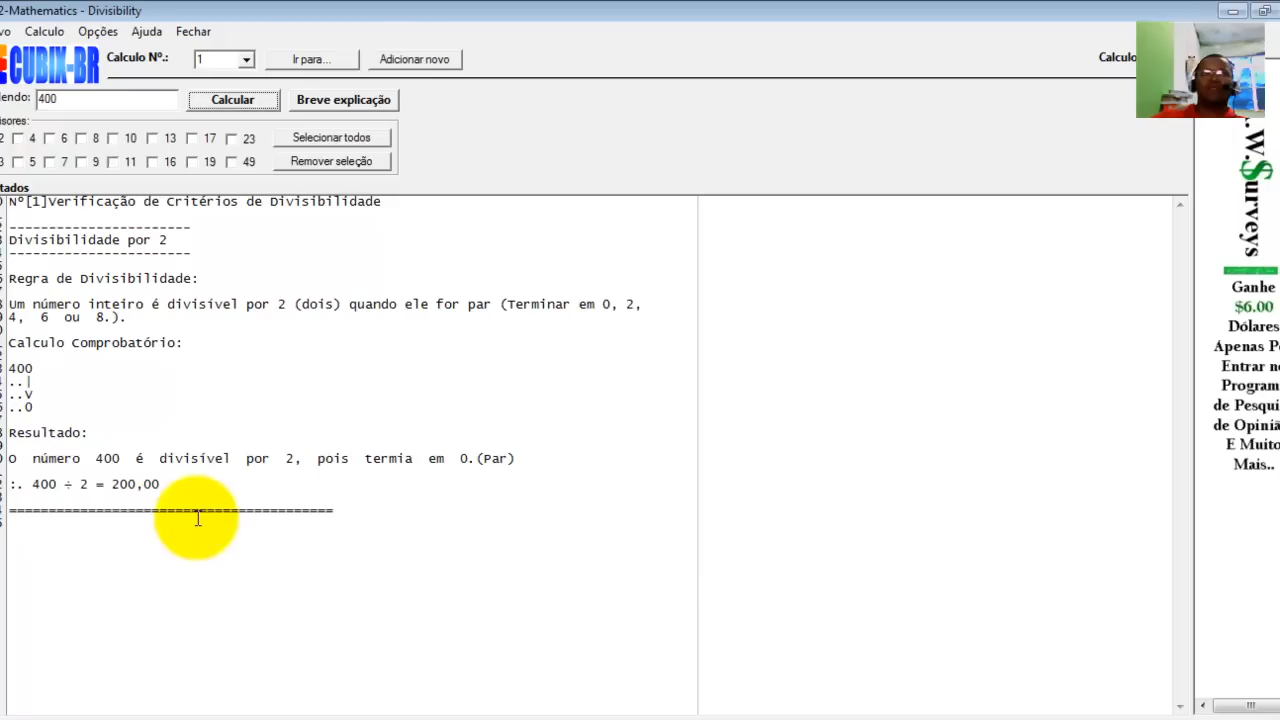 2-Mathematics - Divisibility
vo Calculo Opções Ajuda Fechar
CUBIX-BR Calculo Nº.: 1 Ir para... Adicionar novo Calculo
dendo: 400 Calcular Breve explicação
isores:
2 4 6 8 10 13 17 23 Selecionar todos
3 5 7 9 11 16 19 49 Remover seleção
tados
Nº[1]Verificação de Critérios de Divisibilidade
-----------------------
Divisibilidade por 2
-----------------------
Regra de Divisibilidade:
Um número inteiro é divisível por 2 (dois) quando ele for par (Terminar em 0, 2,
4, 6 ou 8.).
Calculo Comprobatório:
400
..|
..v
..0
Resultado:
O número 400 é divisível por 2, pois termia em 0.(Par)
:. 400 ÷ 2 = 200,00
=========================================
.W.$urveys
Ganhe
$6.00
Dólares
Apenas P
Entrar n
Program
de Pesqui
de Opiniã
E Muito
Mais..